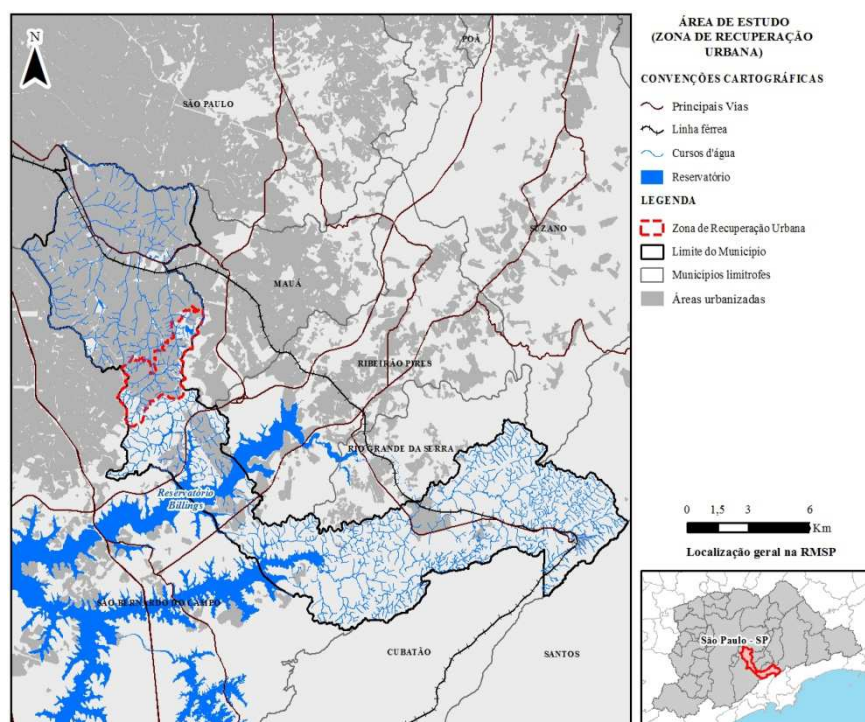 N
POÁ
SÃO PAULO
SUZANO
MAUÁ
RIBEIRÃO PIRES
RIO GRANDE DA SERRA
Reservatório
Billings
SÃO BERNARDO DO CAMPO
CUBATÃO
SANTOS
ÁREA DE ESTUDO
(ZONA DE RECUPERAÇÃO
URBANA)
CONVENÇÕES CARTOGRÁFICAS
Principais Vias
Linha férrea
Cursos d'água
Reservatório
LEGENDA
Zona de Recuperação Urbana
Limite do Município
Municípios limítrofes
Áreas urbanizadas
0 1,5 3 6
Km
Localização geral na RMSP
São Paulo - SP